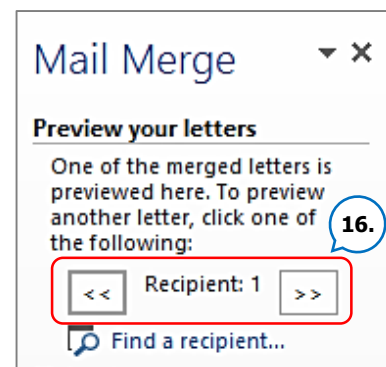 Mail Merge
Preview your letters
One of the merged letters is
previewed here. To preview
another letter, click one of
the following:
16.
<< Recipient: 1 >>
Find a recipient...